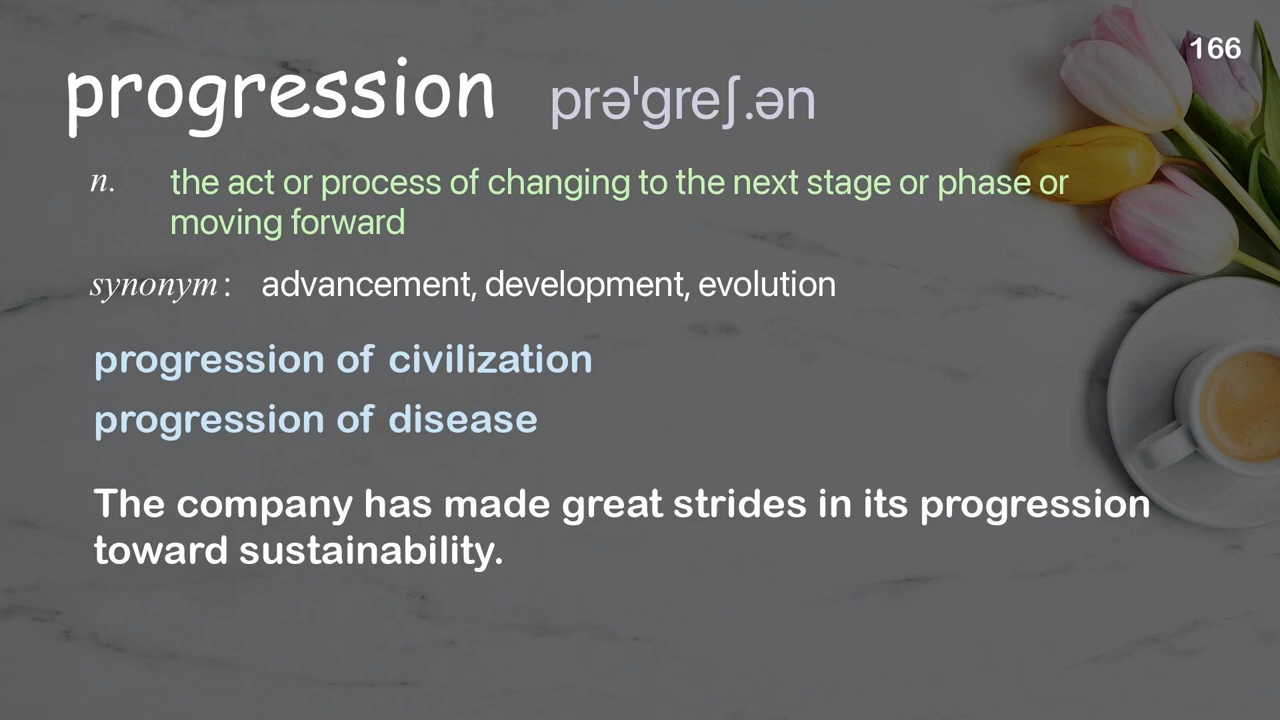 166
progression prəˈɡreʃ.ən
n. the act or process of changing to the next stage or phase or
moving forward
synonym : advancement, development, evolution
progression of civilization
progression of disease
The company has made great strides in its progression
toward sustainability.